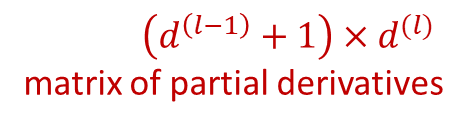 (d^(l−1) + 1) × d^(l)
matrix of partial derivatives